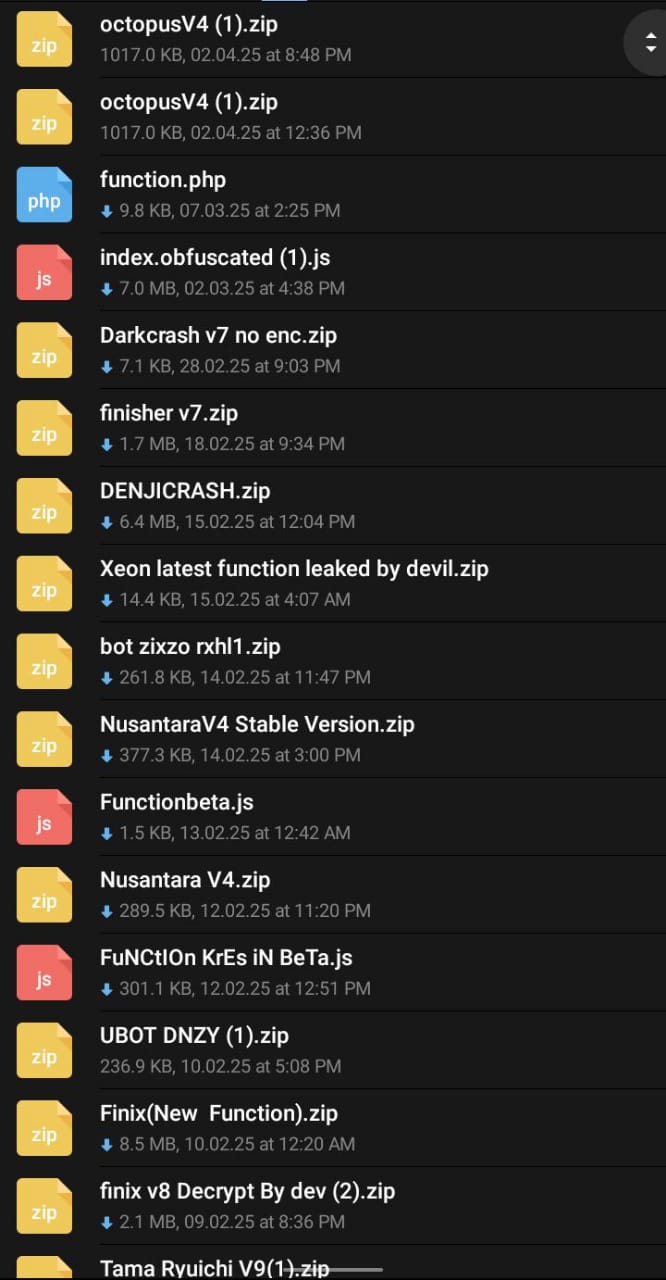 octopusV4 (1).zip
zip
1017.0 KB, 02.04.25 at 8:48 PM
octopusV4 (1).zip
zip
1017.0 KB, 02.04.25 at 12:36 PM
function.php
php
9.8 KB, 07.03.25 at 2:25 PM
index.obfuscated (1).js
js
7.0 MB, 02.03.25 at 4:38 PM
Darkcrash v7 no enc.zip
zip
7.1 KB, 28.02.25 at 9:03 PM
finisher v7.zip
zip
1.7 MB, 18.02.25 at 9:34 PM
DENJICRASH.zip
zip
6.4 MB, 15.02.25 at 12:04 PM
Xeon latest function leaked by devil.zip
zip
14.4 KB, 15.02.25 at 4:07 AM
bot zixzo rxhl1.zip
zip
261.8 KB, 14.02.25 at 11:47 PM
NusantaraV4 Stable Version.zip
zip
377.3 KB, 14.02.25 at 3:00 PM
Functionbeta.js
js
1.5 KB, 13.02.25 at 12:42 AM
Nusantara V4.zip
zip
289.5 KB, 12.02.25 at 11:20 PM
FuNCtIOn KrEs iN BeTa.js
js
301.1 KB, 12.02.25 at 12:51 PM
UBOT DNZY (1).zip
zip
236.9 KB, 10.02.25 at 5:08 PM
Finix(New  Function).zip
zip
8.5 MB, 10.02.25 at 12:20 AM
finix v8 Decrypt By dev (2).zip
zip
2.1 MB, 09.02.25 at 8:36 PM
Tama Ryuichi V9(1).zip